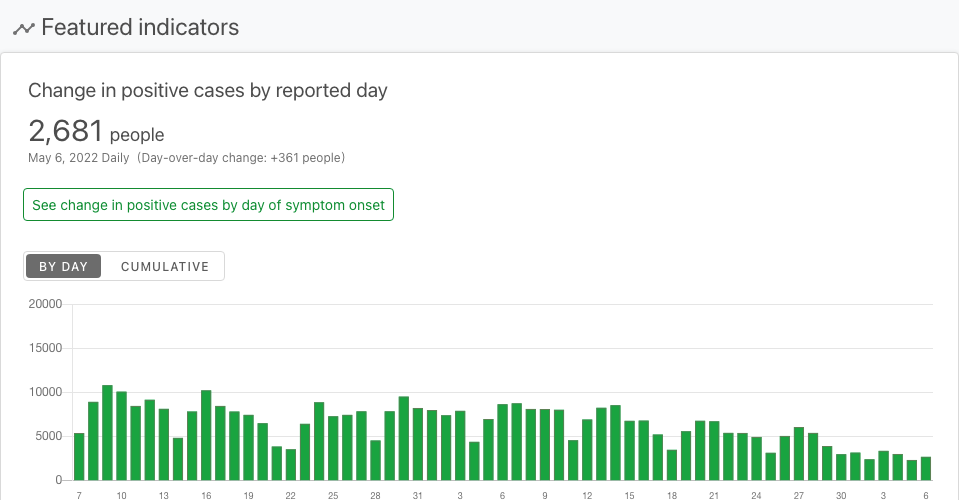 Featured indicators
Change in positive cases by reported day
2,681 people
May 6, 2022 Daily (Day-over-day change: +361 people)
See change in positive cases by day of symptom onset
BY DAY CUMULATIVE
20000
15000
10000
5000
0
7 10 13 16 19 22 25 28 31 3 6 9 12 15 18 21 24 27 30 3 6